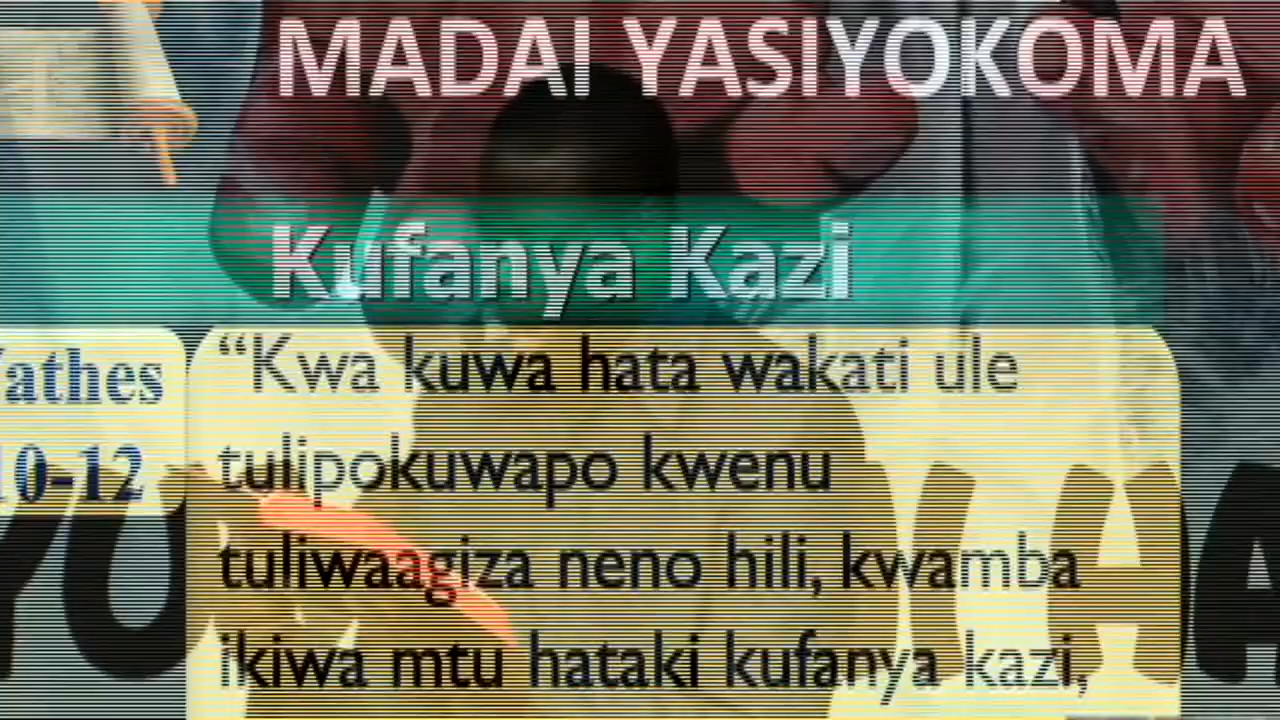 MADAI YASIYOKOMA
Kufanya Kazi
“Kwa kuwa hata wakati ule
tulipokuwapo kwenu
tuliwaagiza neno hili, kwamba
ikiwa mtu hataki kufanya kazi,
10-12